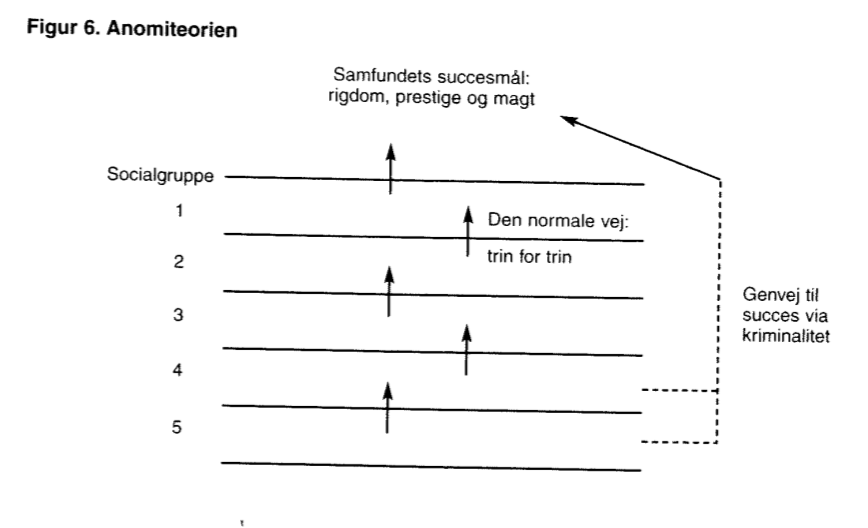 Figur 6. Anomiteorien
Samfundets succesmål:
rigdom, prestige og magt
Socialgruppe
1
Den normale vej:
2
trin for trin
3
Genvej til
succes via
kriminalitet
4
5